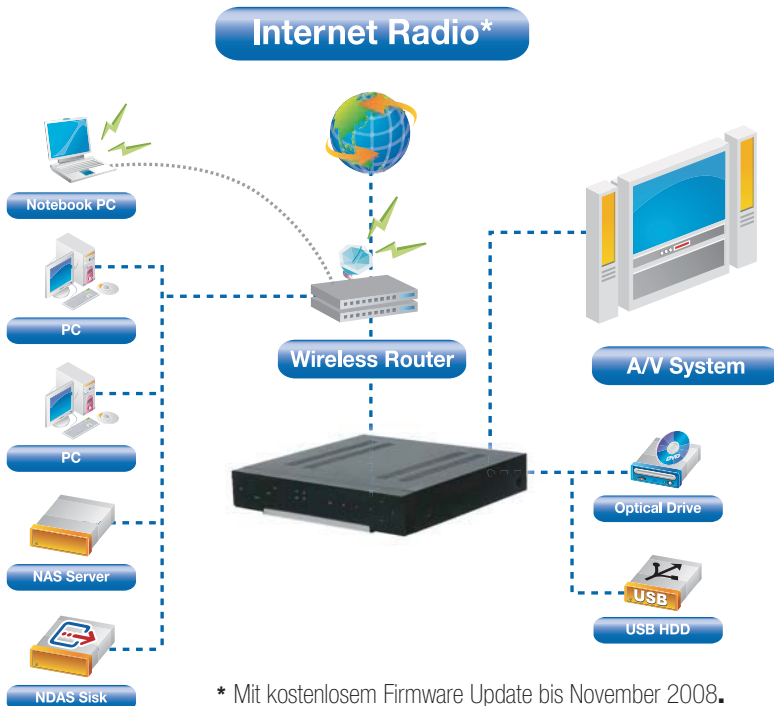 Internet Radio*
Notebook PC
PC
Wireless Router
A/V System
PC
Optical Drive
DVD
NAS Server
USB
USB HDD
NDAS Sisk
* Mit kostenlosem Firmware Update bis November 2008.